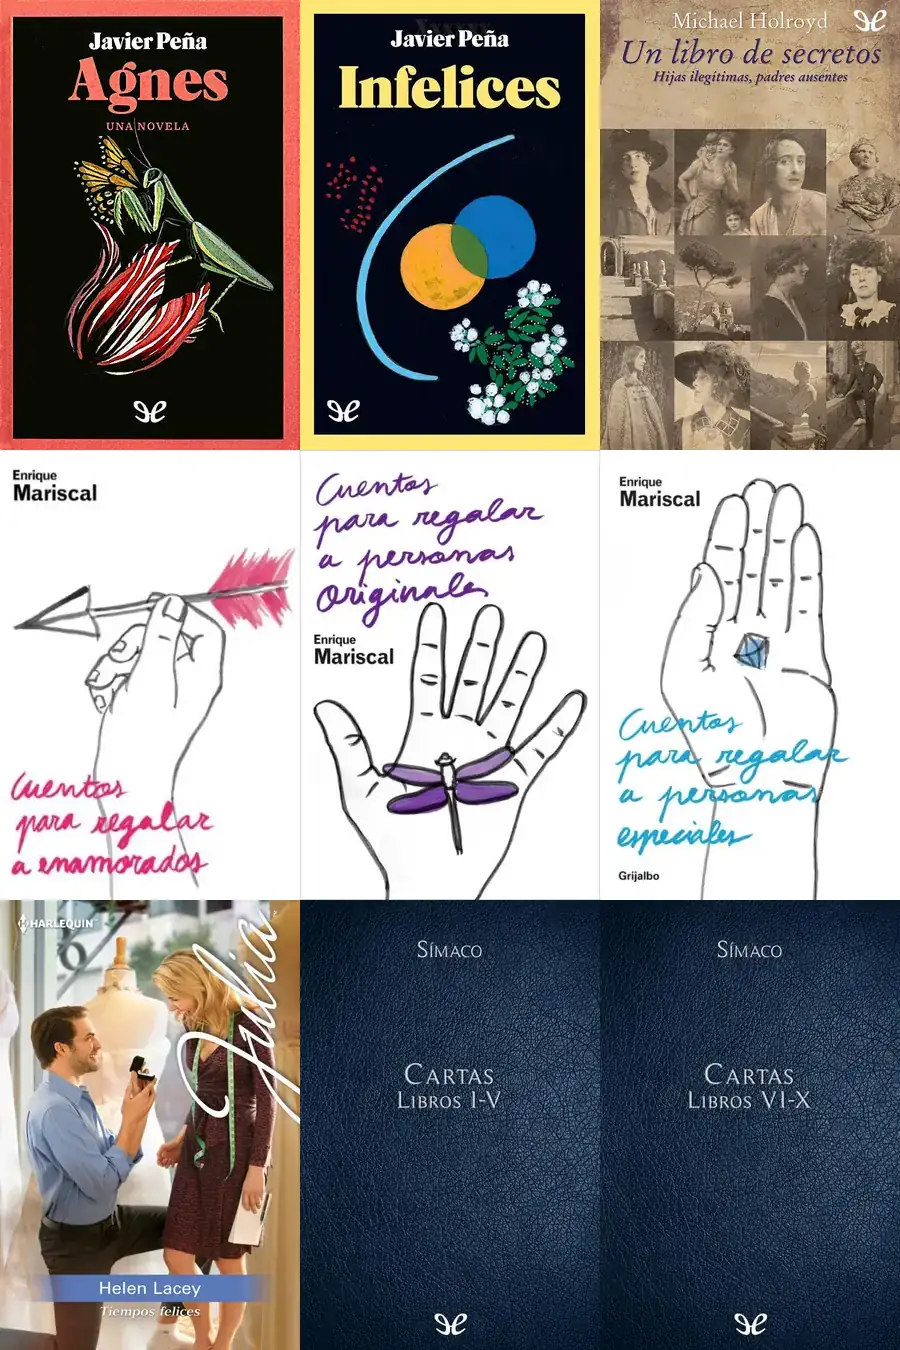 Javier Peña
Agnes
UNA NOVELA
Javier Peña
Infelices
Michael Holroyd
Un libro de secretos
Hijas ilegítimas, padres ausentes
Enrique
Mariscal
Cuentos
para regalar
a enamorados
Cuentos
para regalar
a personas
originales
Enrique
Mariscal
Enrique
Mariscal
Cuentos
para regalar
a personas
especiales
Grijalbo
HARLEQUIN™
Julia
Helen Lacey
Tiempos felices
SÍMACO
CARTAS
LIBROS I-V
SÍMACO
CARTAS
LIBROS VI-X